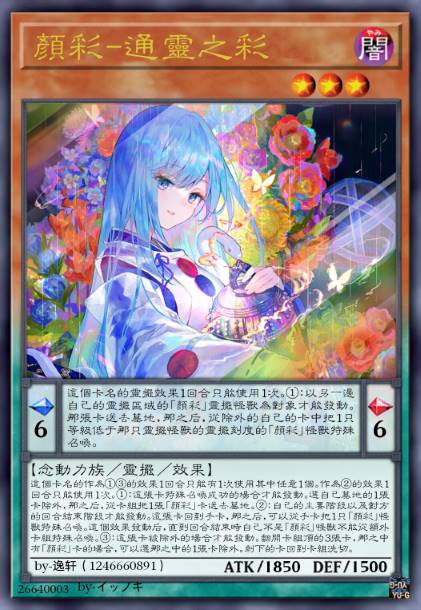 顏彩-通靈之彩
やみ
闇
這個卡名的靈擺效果1回合只能使用1次。①：以另一邊
自己的靈擺區域的「顏彩」靈擺怪獸為對象才能發動。
那張卡送去墓地，那之后，從除外的自己的卡中把1只
等級低于那只靈擺怪獸的靈擺刻度的「顏彩」怪獸特殊
召喚。
6
6
【念動力族／靈擺／效果】
這個卡名的作為①③的效果1回合只能有1次使用其中任意1個。作為②的效果1
回合只能使用1次。①：這張卡特殊召喚成功的場合才能發動。選自己墓地的1張
卡除外，那之后，從卡組把1張「顏彩」卡送去墓地。②：自己的主要階段以及對方
的回合結束階段才能發動。這張卡回到手卡，那之后，可以從手卡把1只「顏彩」怪
獸特殊召喚。這個效果發動后，直到回合結束時自己不是「顏彩」怪獸不能從額外
卡組特殊召喚。③：這張卡被除外的場合才能發動。翻開卡組頂的3張卡，那之中
有「顏彩」卡的場合，可以選那之中的1張卡除外。剩下的卡回到卡組洗切。
by-逸轩（1246660891）
ATK/1850 DEF/1500
26640003 by-イップキ